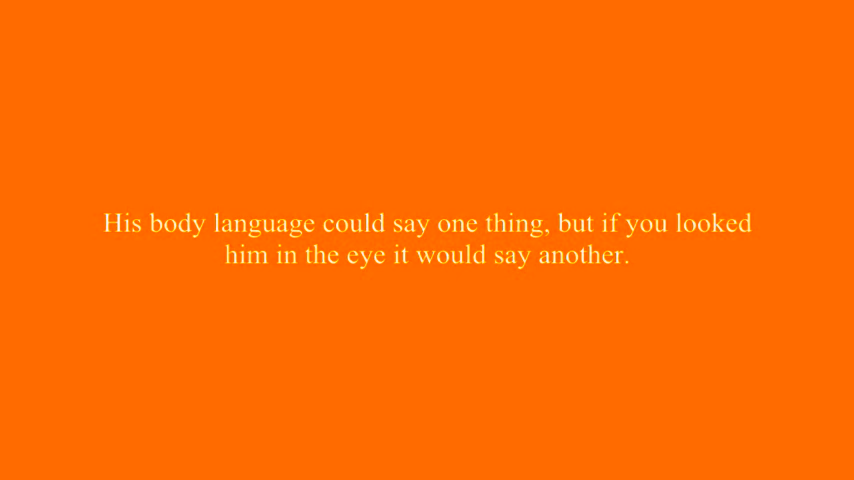 His body language could say one thing, but if you looked
him in the eye it would say another.